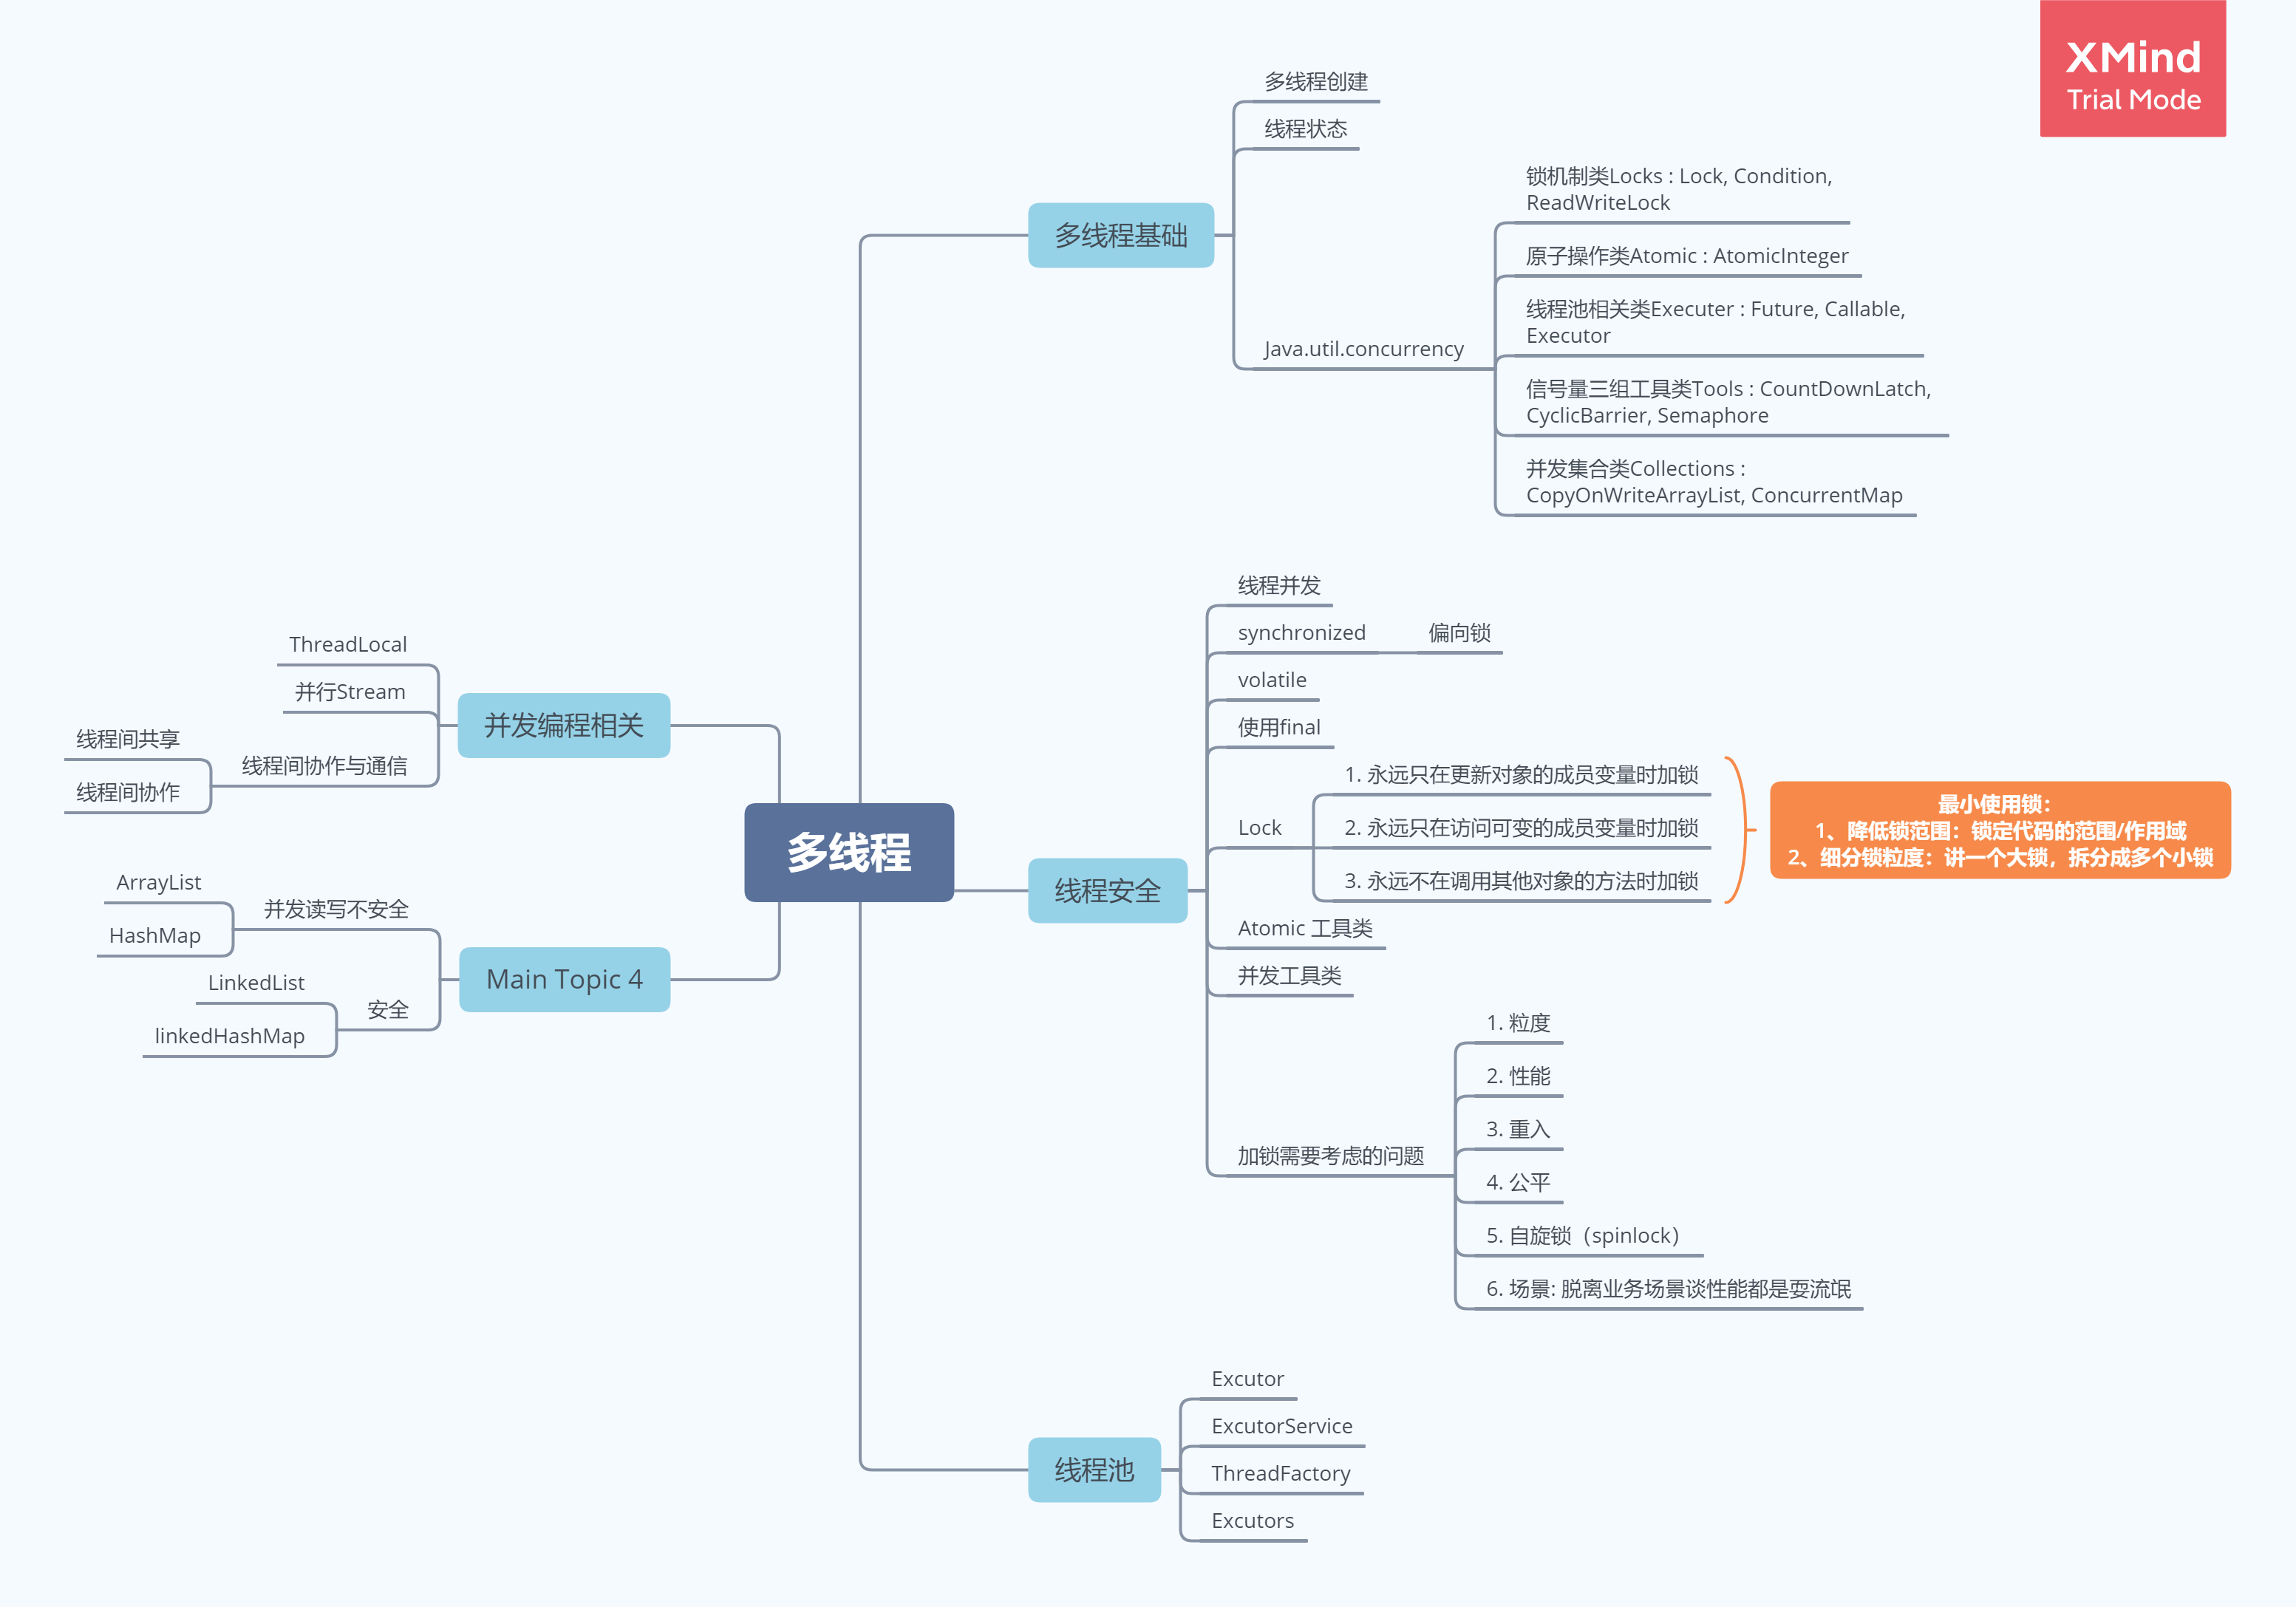 XMind
Trial Mode
多线程
多线程基础
多线程创建
线程状态
Java.util.concurrency
锁机制类Locks : Lock, Condition,
ReadWriteLock
原子操作类Atomic : AtomicInteger
线程池相关类Executer : Future, Callable,
Executor
信号量三组工具类Tools : CountDownLatch,
CyclicBarrier, Semaphore
并发集合类Collections :
CopyOnWriteArrayList, ConcurrentMap
线程安全
线程并发
synchronized
偏向锁
volatile
使用final
Lock
1. 永远只在更新对象的成员变量时加锁
2. 永远只在访问可变的成员变量时加锁
3. 永远不在调用其他对象的方法时加锁
最小使用锁：
1、降低锁范围：锁定代码的范围/作用域
2、细分锁粒度：讲一个大锁，拆分成多个小锁
Atomic 工具类
并发工具类
加锁需要考虑的问题
1. 粒度
2. 性能
3. 重入
4. 公平
5. 自旋锁（spinlock）
6. 场景: 脱离业务场景谈性能都是耍流氓
线程池
Excutor
ExcutorService
ThreadFactory
Excutors
并发编程相关
ThreadLocal
并行Stream
线程间协作与通信
线程间共享
线程间协作
Main Topic 4
并发读写不安全
ArrayList
HashMap
安全
LinkedList
linkedHashMap